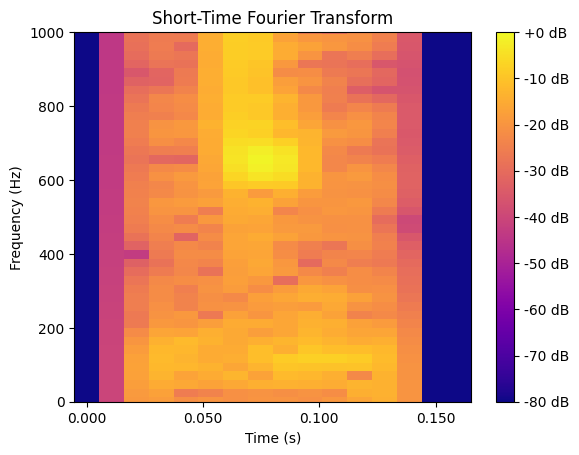 Short-Time Fourier Transform
Frequency (Hz)
1000
800
600
400
200
0
0.000
0.050
0.100
0.150
Time (s)
+0 dB
-10 dB
-20 dB
-30 dB
-40 dB
-50 dB
-60 dB
-70 dB
-80 dB